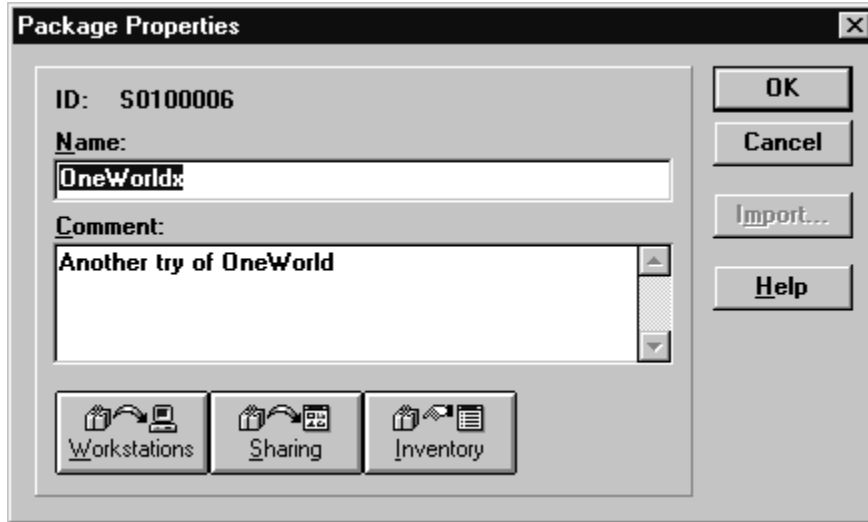 Package Properties
ID: S0100006
Name:
OneWorldx
Comment:
Another try of OneWorld
Workstations
Sharing
Inventory
OK
Cancel
Import...
Help